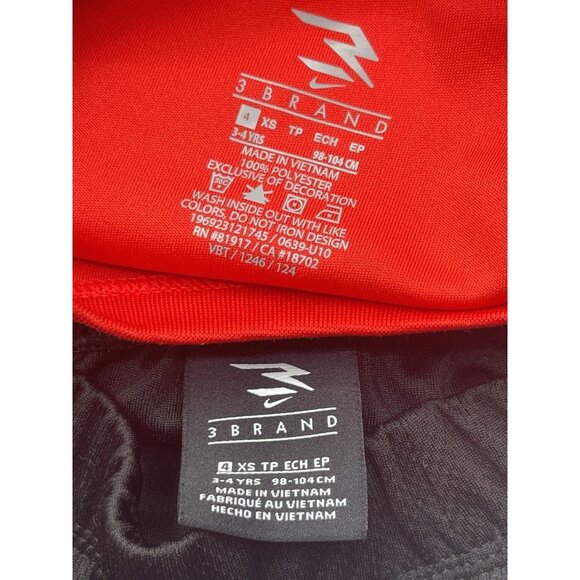 3 BRAND
4 XS TP ECH EP
3-4 YRS 98-104 CM
MADE IN VIETNAM
100% POLYESTER
EXCLUSIVE OF DECORATION
30C
WASH INSIDE OUT WITH LIKE
COLORS, DO NOT IRON DESIGN
196923121745 / 0639-U10
RN #81917 / CA #18702
VBT / 1246 / 124
3 BRAND
4 XS TP ECH EP
3-4 YRS 98-104CM
MADE IN VIETNAM
FABRIQUÉ AU VIETNAM
HECHO EN VIETNAM